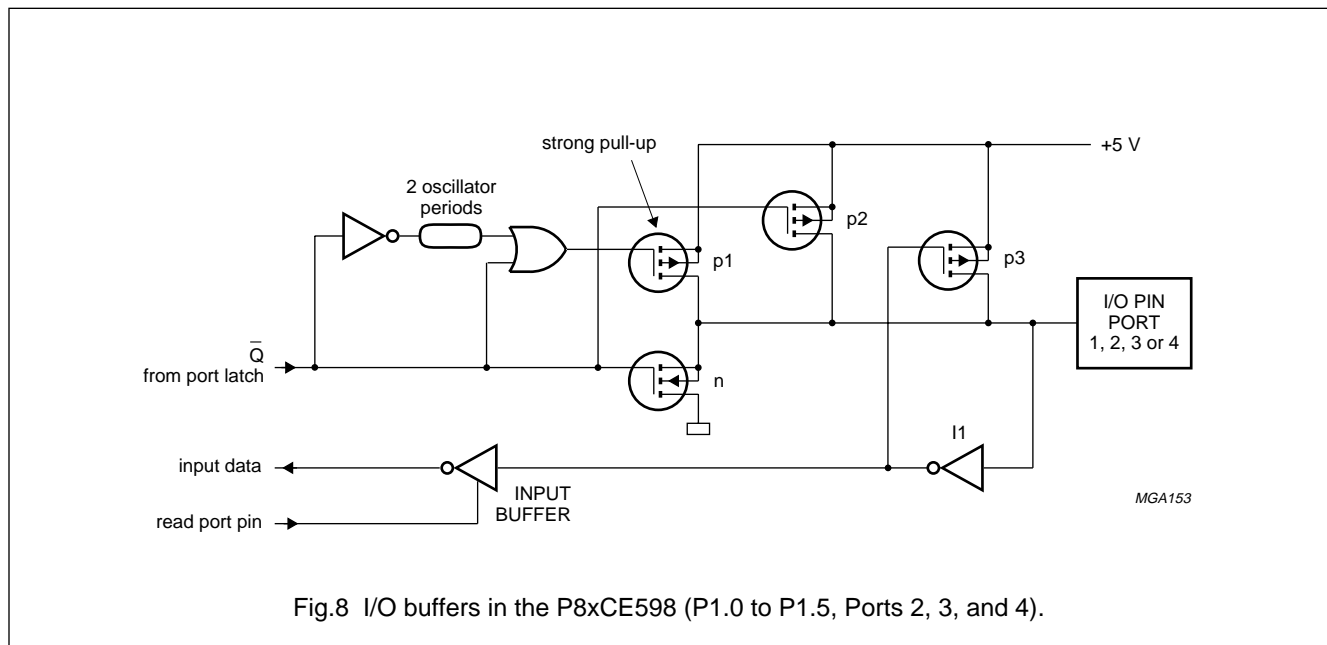 strong pull-up
+5 V
2 oscillator
periods
p2
p1
p3
I/O PIN
PORT
1, 2, 3 or 4
Q̅
from port latch
n
I1
input data
INPUT
BUFFER
read port pin
MGA153
Fig.8 I/O buffers in the P8xCE598 (P1.0 to P1.5, Ports 2, 3, and 4).